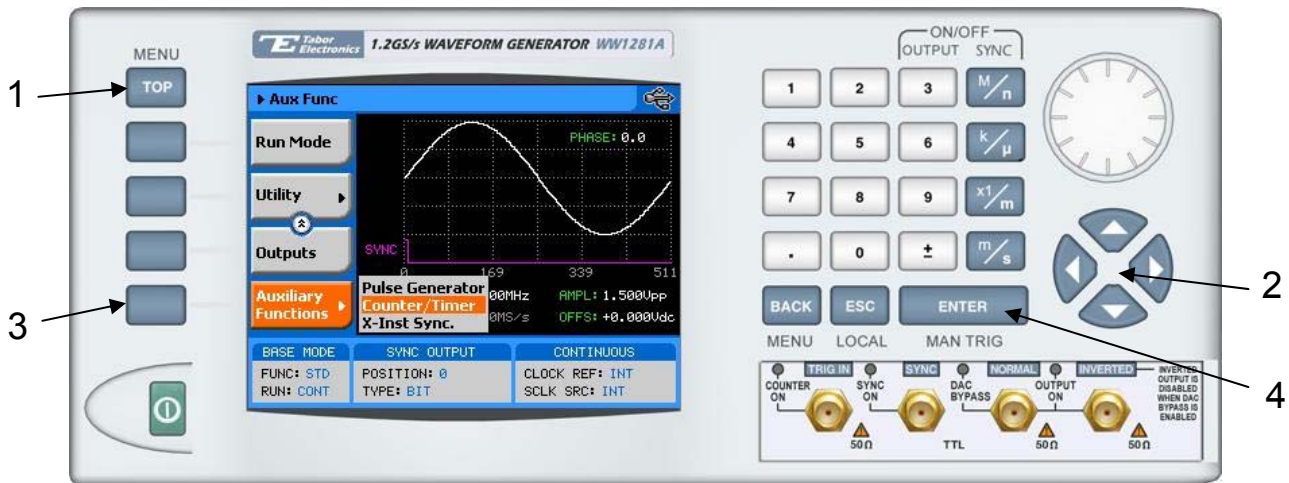 MENU
TOP
1
3
Tabor Electronics 1.2GS/s WAVEFORM GENERATOR WW1281A
Aux Func
Run Mode
Utility
Outputs
Auxiliary Functions
PHASE: 0.0
SYNC
0 169 339 511
Pulse Generator
Counter/Timer
X-Inst Sync.
00MHz AMPL: 1.500Vpp
0MS/s OFFS: +0.000Vdc
BASE MODE
FUNC: STD
RUN: CONT
SYNC OUTPUT
POSITION: 0
TYPE: BIT
CONTINUOUS
CLOCK REF: INT
SCLK SRC: INT
ON/OFF
OUTPUT SYNC
1 2 3 M/n
4 5 6 k/µ
7 8 9 x1/m
. 0 ± m/s
BACK ESC ENTER
MENU LOCAL MAN TRIG
2
4
TRIG IN SYNC NORMAL INVERTED
COUNTER ON
SYNC ON
DAC BYPASS
OUTPUT ON
INVERTED OUTPUT IS DISABLED WHEN DAC BYPASS IS ENABLED
50Ω TTL 50Ω 50Ω